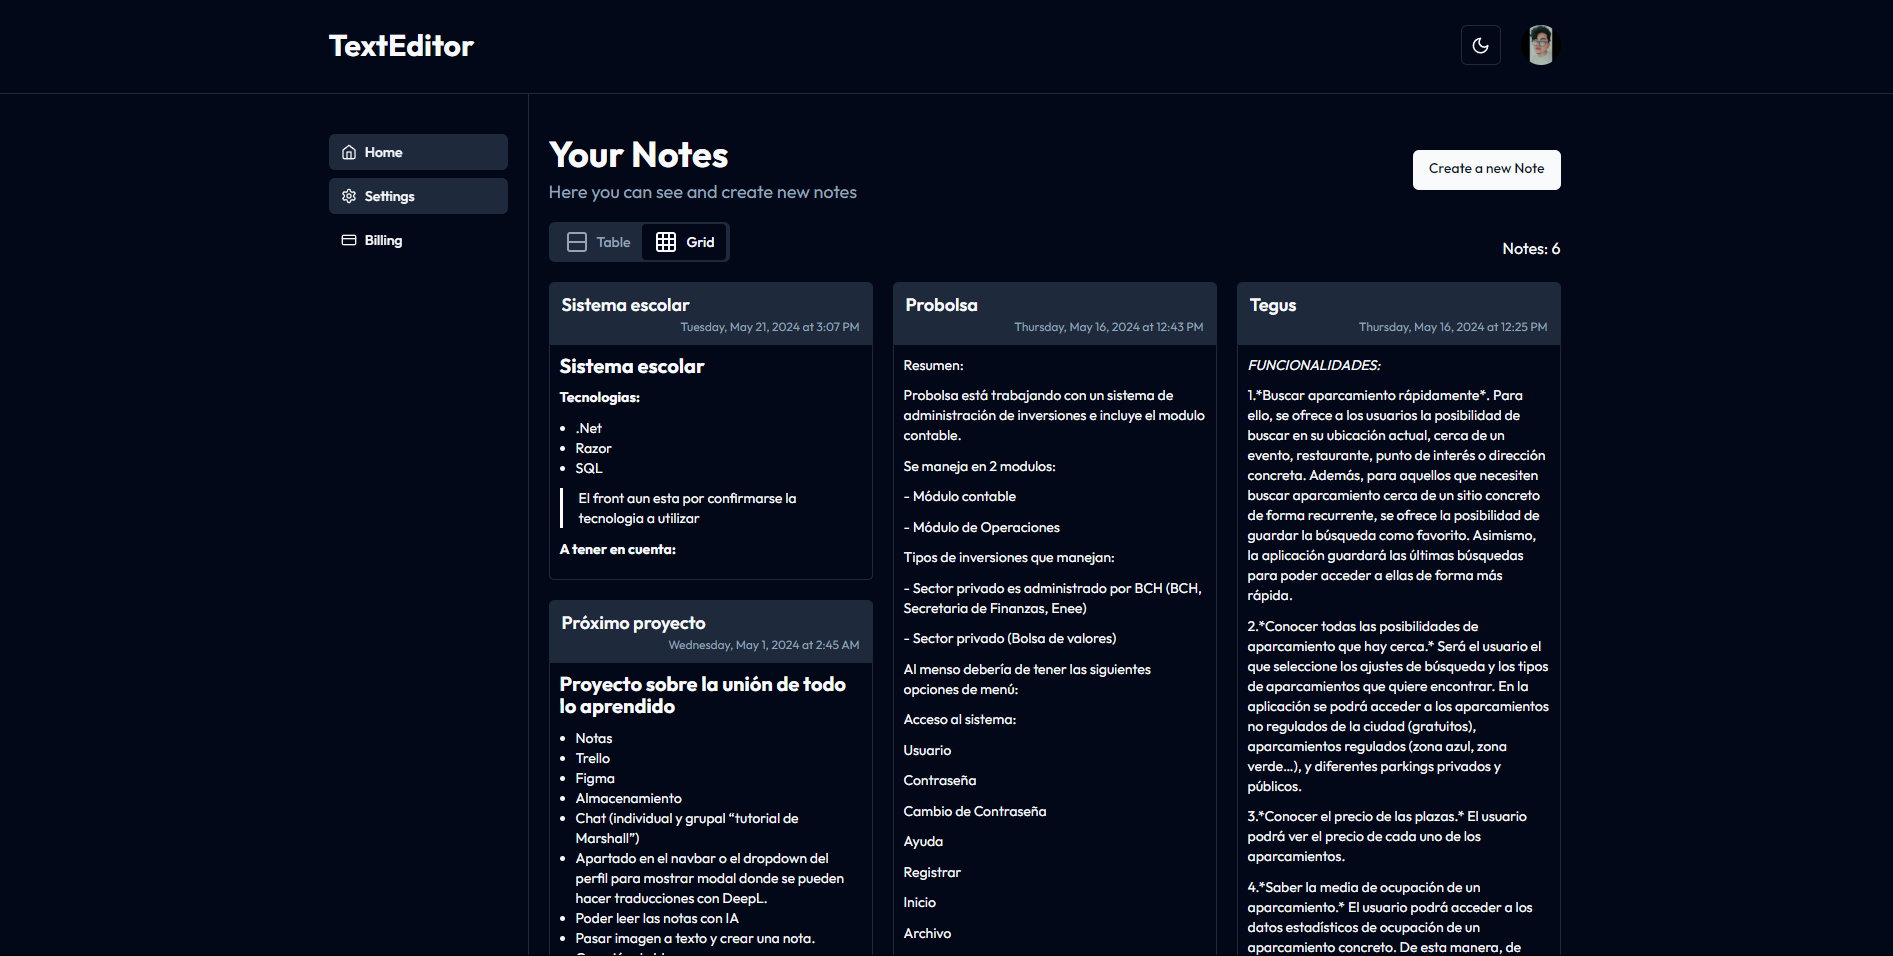 TextEditor
Home
Settings
Billing
Your Notes
Here you can see and create new notes
Create a new Note
Table
Grid
Notes: 6
Sistema escolar
Tuesday, May 21, 2024 at 3:07 PM
Sistema escolar
Tecnologias:
.Net
Razor
SQL
El front aun esta por confirmarse la
tecnologia a utilizar
A tener en cuenta:
Próximo proyecto
Wednesday, May 1, 2024 at 2:45 AM
Proyecto sobre la unión de todo
lo aprendido
Notas
Trello
Figma
Almacenamiento
Chat (individual y grupal “tutorial de
Marshall”)
Apartado en el navbar o el dropdown del
perfil para mostrar modal donde se pueden
hacer traducciones con DeepL.
Poder leer las notas con IA
Pasar imagen a texto y crear una nota.
Probolsa
Thursday, May 16, 2024 at 12:43 PM
Resumen:
Probolsa está trabajando con un sistema de
administración de inversiones e incluye el modulo
contable.
Se maneja en 2 modulos:
- Módulo contable
- Módulo de Operaciones
Tipos de inversiones que manejan:
- Sector privado es administrado por BCH (BCH,
Secretaria de Finanzas, Enee)
- Sector privado (Bolsa de valores)
Al menso debería de tener las siguientes
opciones de menú:
Acceso al sistema:
Usuario
Contraseña
Cambio de Contraseña
Ayuda
Registrar
Inicio
Archivo
Tegus
Thursday, May 16, 2024 at 12:25 PM
FUNCIONALIDADES:
1.*Buscar aparcamiento rápidamente*. Para
ello, se ofrece a los usuarios la posibilidad de
buscar en su ubicación actual, cerca de un
evento, restaurante, punto de interés o dirección
concreta. Además, para aquellos que necesiten
buscar aparcamiento cerca de un sitio concreto
de forma recurrente, se ofrece la posibilidad de
guardar la búsqueda como favorito. Asimismo,
la aplicación guardará las últimas búsquedas
para poder acceder a ellas de forma más
rápida.
2.*Conocer todas las posibilidades de
aparcamiento que hay cerca.* Será el usuario el
que seleccione los ajustes de búsqueda y los tipos
de aparcamientos que quiere encontrar. En la
aplicación se podrá acceder a los aparcamientos
no regulados de la ciudad (gratuitos),
aparcamientos regulados (zona azul, zona
verde…), y diferentes parkings privados y
públicos.
3.*Conocer el precio de las plazas.* El usuario
podrá ver el precio de cada uno de los
aparcamientos.
4.*Saber la media de ocupación de un
aparcamiento.* El usuario podrá acceder a los
datos estadísticos de ocupación de un
aparcamiento concreto. De esta manera, de